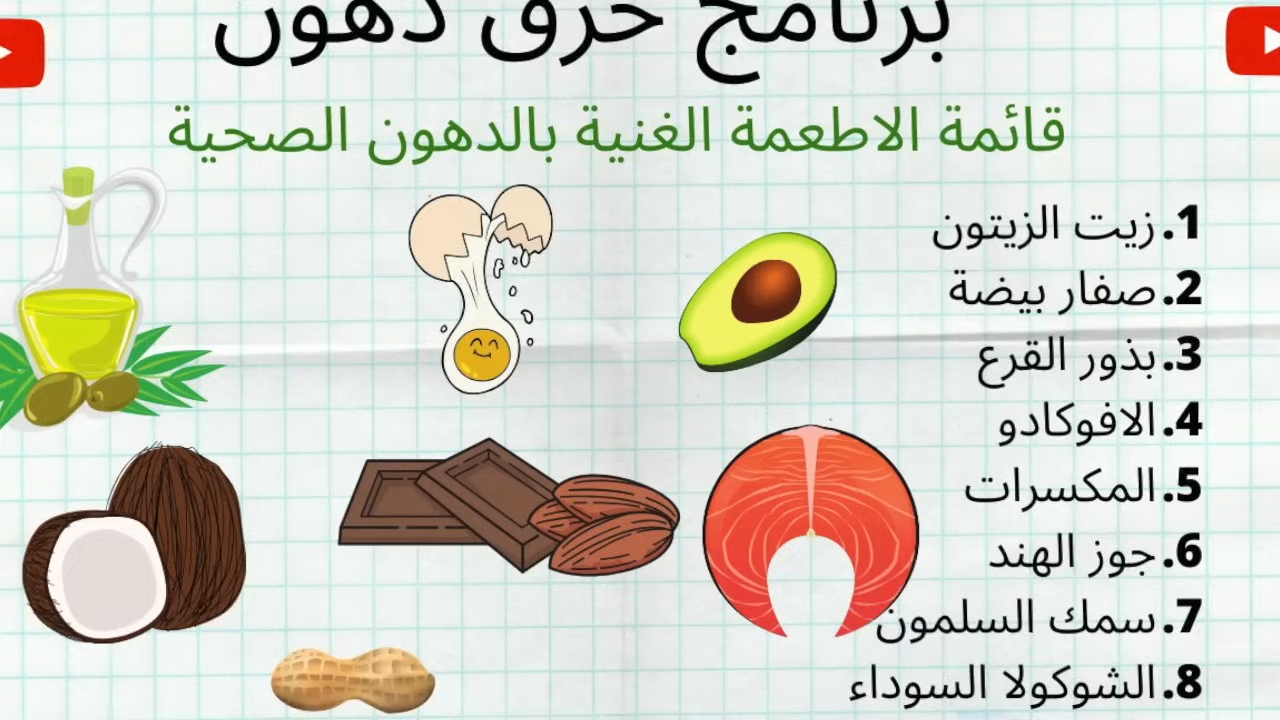 برنامج حرق دهون
قائمة الاطعمة الغنية بالدهون الصحية
1. زيت الزيتون
2. صفار بيضة
3. بذور القرع
4. الافوكادو
5. المكسرات
6. جوز الهند
7. سمك السلمون
8. الشوكولا السوداء